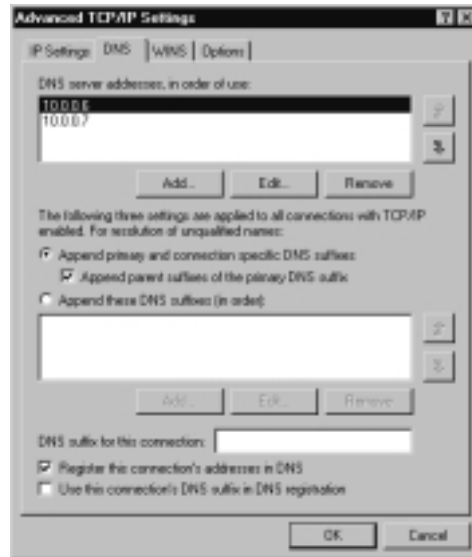 Advanced TCP/IP Settings
IP Settings DNS WINS Options
DNS server addresses, in order of use:
10.0.0.6
10.0.0.7
Add... Edit... Remove
The following three settings are applied to all connections with TCP/IP
enabled. For resolution of unqualified names:
Append primary and connection specific DNS suffixes
Append parent suffixes of the primary DNS suffix
Append these DNS suffixes (in order):
Add... Edit... Remove
DNS suffix for this connection:
Register this connection's addresses in DNS
Use this connection's DNS suffix in DNS registration
OK Cancel